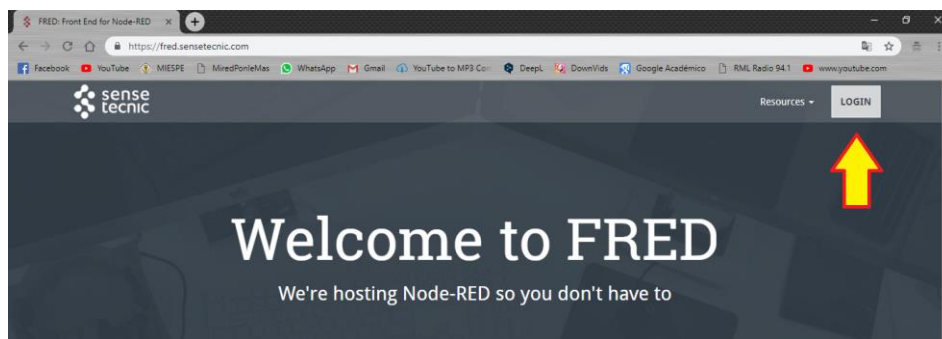 FRED: Front End for Node-RED
https://fred.sensetecnic.com
Facebook YouTube MIESPE MiredPonleMas WhatsApp Gmail YouTube to MP3 Con DeepL DownVids Google Académico RML Radio 94.1 www.youtube.com
sense
tecnic
Resources LOGIN
Welcome to FRED
We're hosting Node-RED so you don't have to